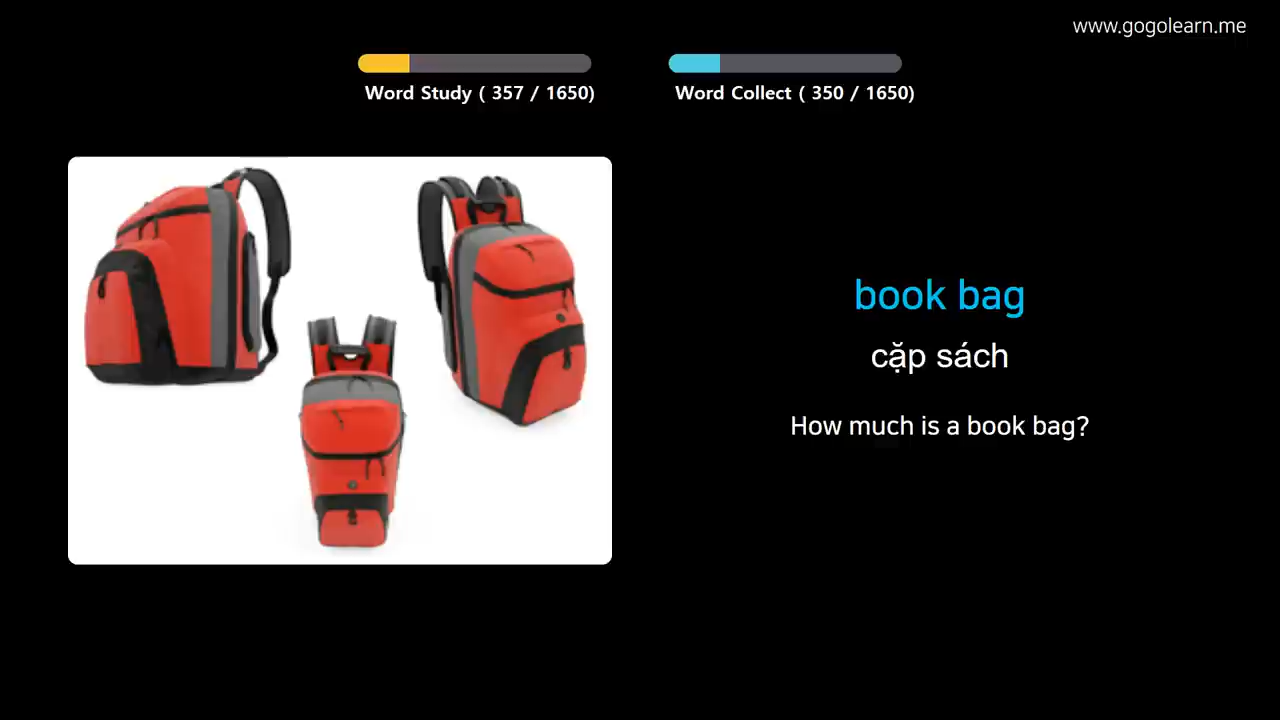 www.gogolearn.me
Word Study ( 357 / 1650)
Word Collect ( 350 / 1650)
book bag
cặp sách
How much is a book bag?